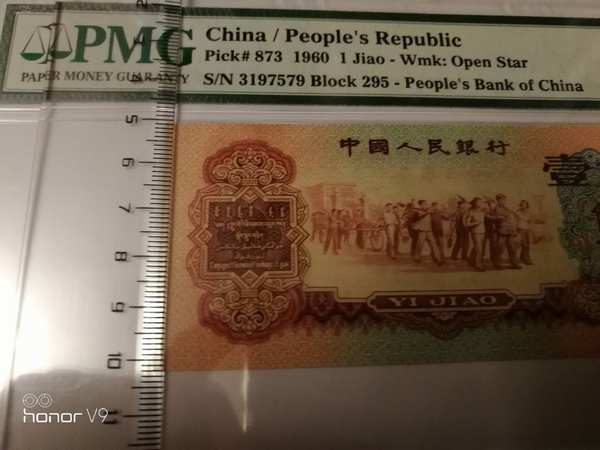 PMG
PAPER MONEY GUARANTY
China / People's Republic
Pick# 873 1960 1 Jiao - Wmk: Open Star
S/N 3197579 Block 295 - People's Bank of China
中國人民銀行
壹
YI JIAO
5
6
7
8
9
10
11
honor V9